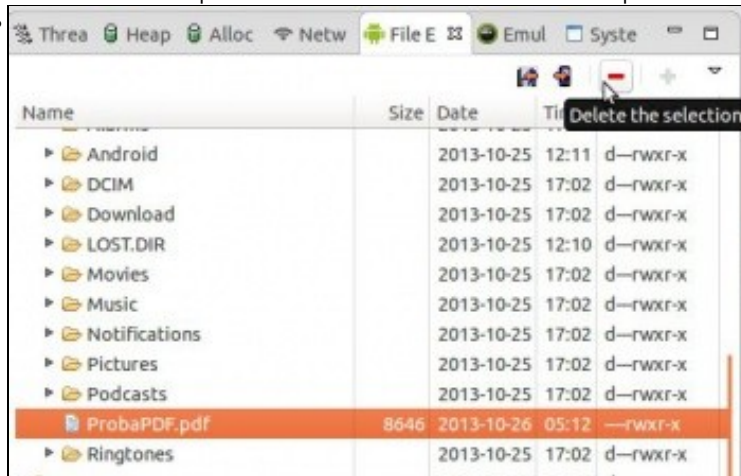 Threa Heap Alloc Netw File E Emul Syste
Delete the selection
Name Size Date
Android 2013-10-25 12:11 d---rwxr-x
DCIM 2013-10-25 17:02 d---rwxr-x
Download 2013-10-25 17:02 d---rwxr-x
LOST.DIR 2013-10-25 12:10 d---rwxr-x
Movies 2013-10-25 17:02 d---rwxr-x
Music 2013-10-25 17:02 d---rwxr-x
Notifications 2013-10-25 17:02 d---rwxr-x
Pictures 2013-10-25 17:02 d---rwxr-x
Podcasts 2013-10-25 17:02 d---rwxr-x
ProbaPDF.pdf 8646 2013-10-26 05:12 ----rwxr-x
Ringtones 2013-10-25 17:02 d---rwxr-x